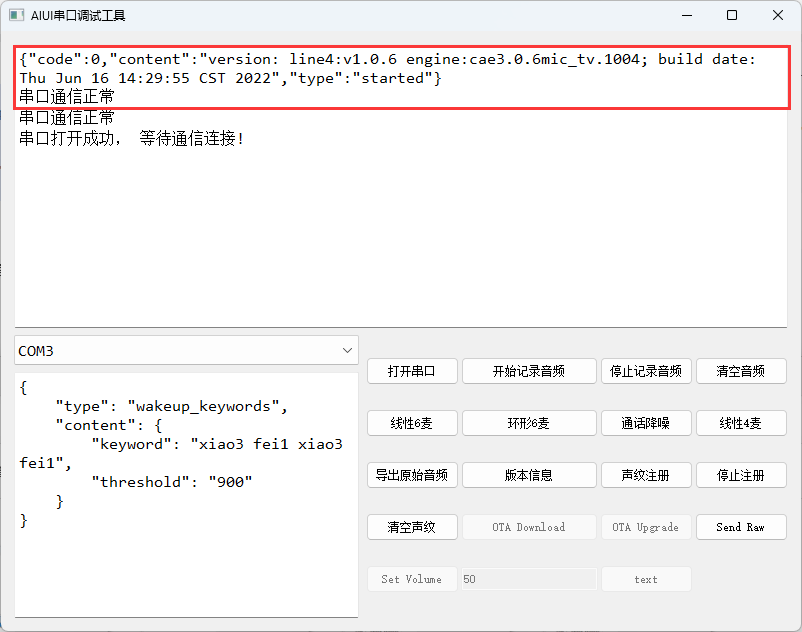 AIUI串口调试工具
{"code":0,"content":"version: line4:v1.0.6 engine:cae3.0.6mic_tv.1004; build date:
Thu Jun 16 14:29:55 CST 2022","type":"started"}
串口通信正常
串口通信正常
串口打开成功, 等待通信连接!
COM3
{
    "type": "wakeup_keywords",
    "content": {
        "keyword": "xiao3 fei1 xiao3
fei1",
        "threshold": "900"
    }
}
打开串口 开始记录音频 停止记录音频 清空音频
线性6麦 环形6麦 通话降噪 线性4麦
导出原始音频 版本信息 声纹注册 停止注册
清空声纹 OTA Download OTA Upgrade Send Raw
Set Volume 50 text